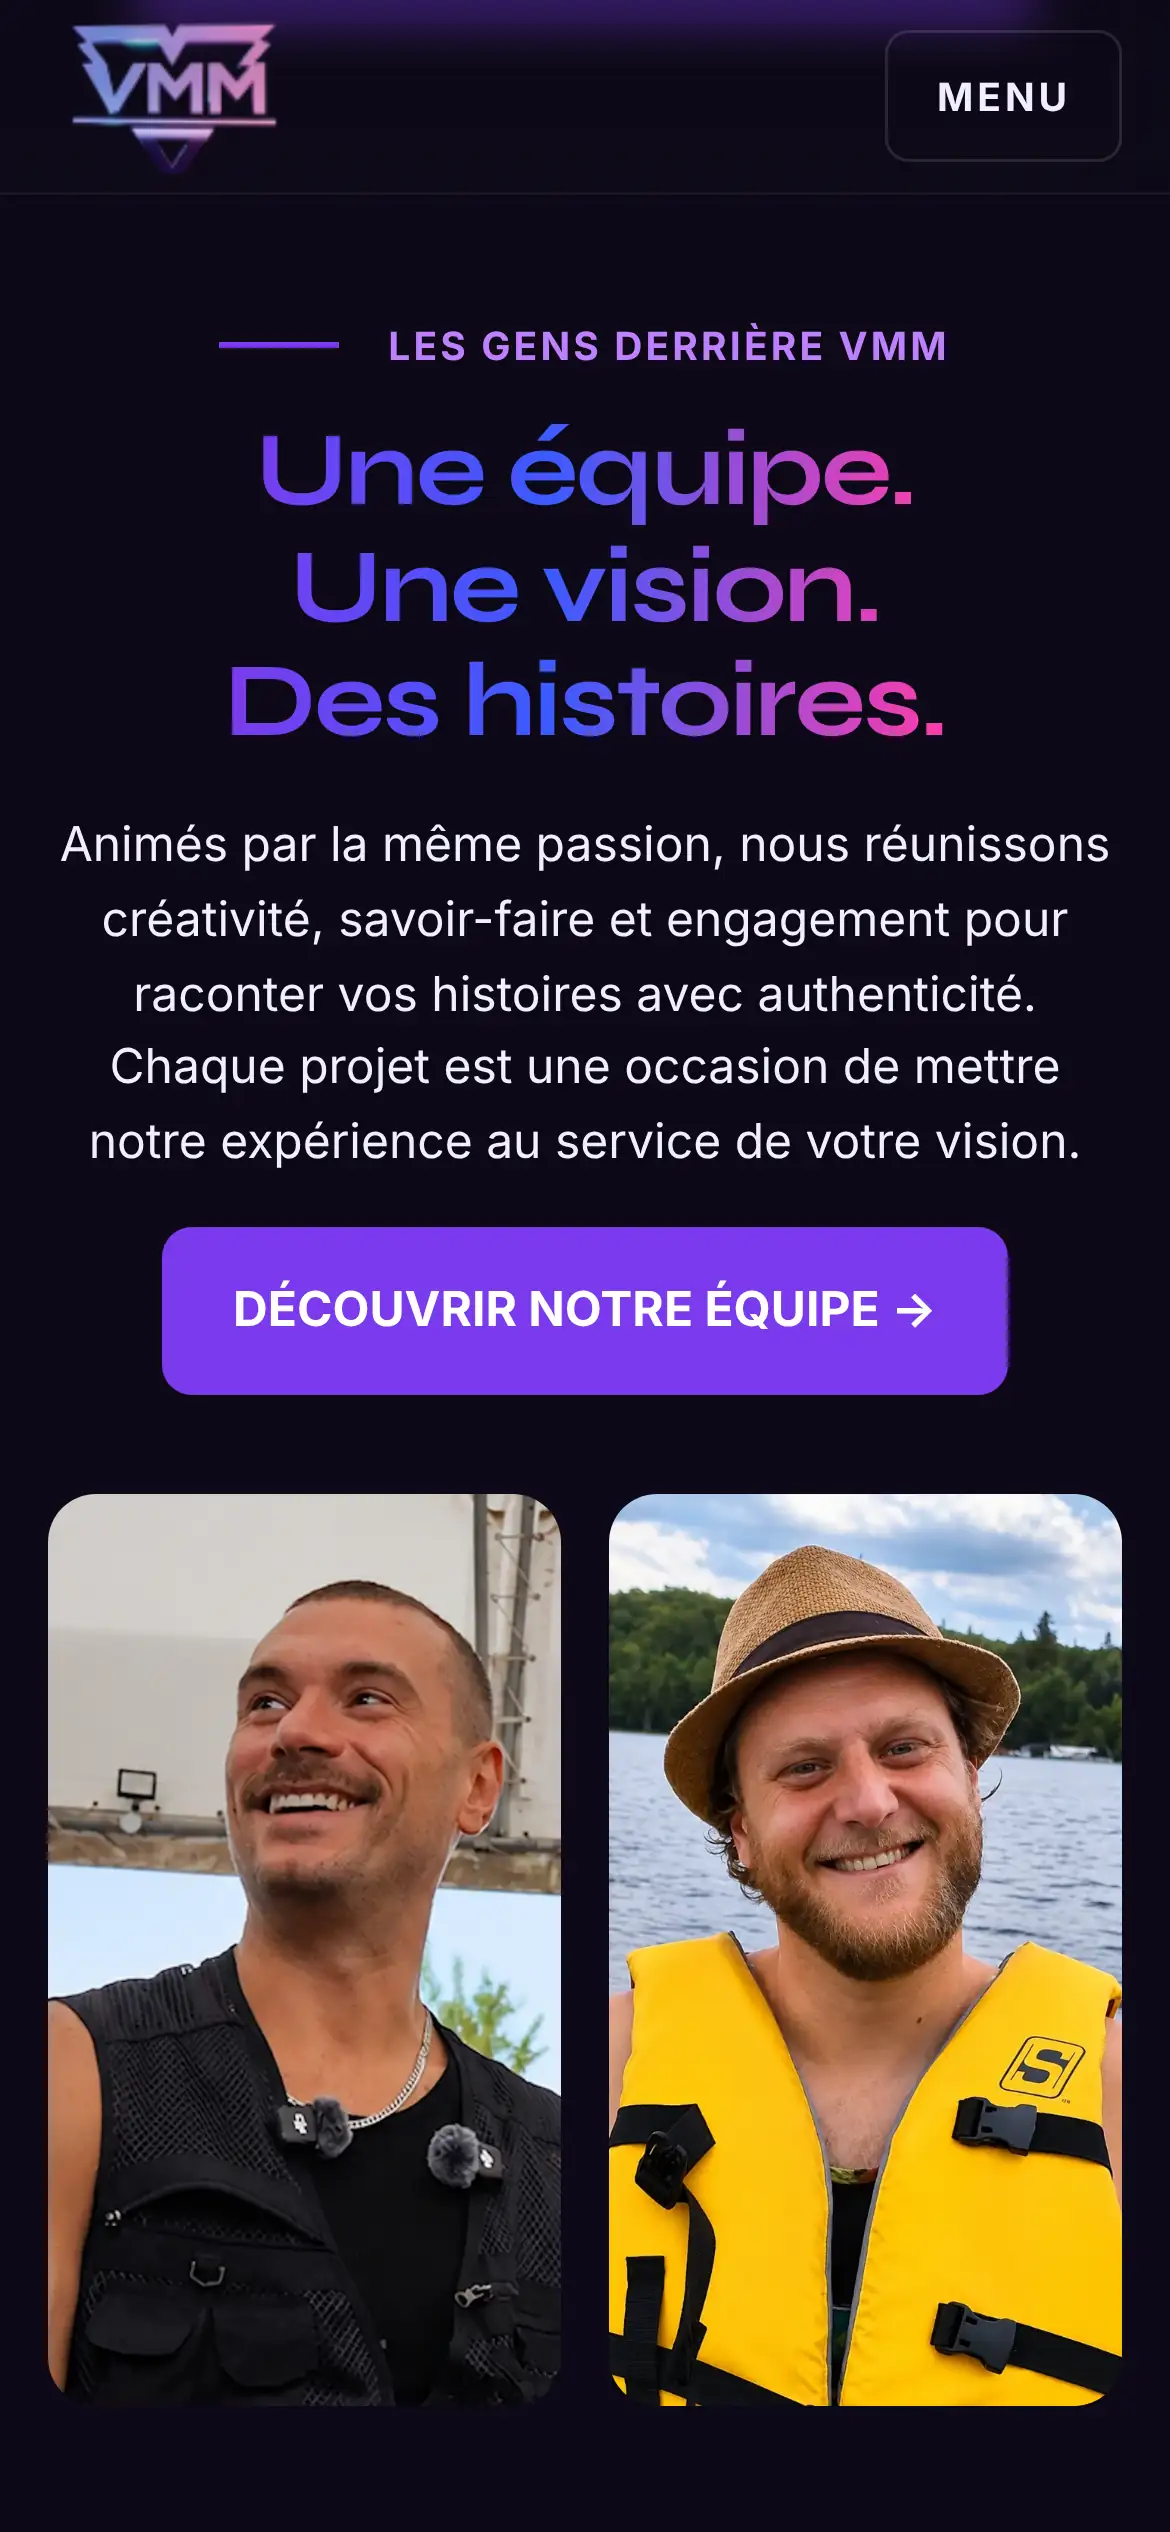 VMM
MENU
LES GENS DERRIÈRE VMM
Une équipe.
Une vision.
Des histoires.
Animés par la même passion, nous réunissons
créativité, savoir-faire et engagement pour
raconter vos histoires avec authenticité.
Chaque projet est une occasion de mettre
notre expérience au service de votre vision.
DÉCOUVRIR NOTRE ÉQUIPE →
S